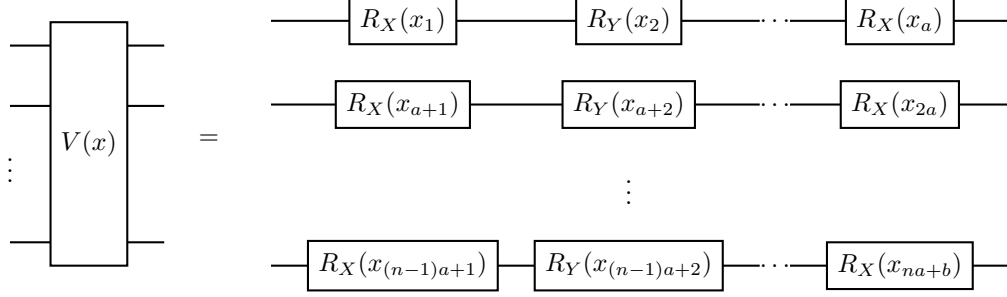 R_X(x_1) R_Y(x_2) ⋯ R_X(x_a)
R_X(x_{a+1}) R_Y(x_{a+2}) ⋯ R_X(x_{2a})
V(x) =
⋮
⋮
R_X(x_{(n-1)a+1}) R_Y(x_{(n-1)a+2}) ⋯ R_X(x_{na+b})